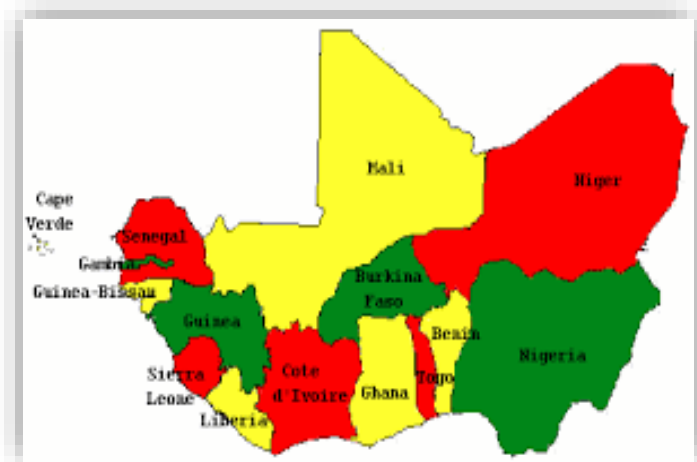 Mali
Niger
Cape
Verde
Senegal
Gambia
Guinea-Bissau
Burkina
Faso
Guinea
Benin
Nigeria
Sierra
Leone
Cote
d'Ivoire
Ghana
Togo
Liberia